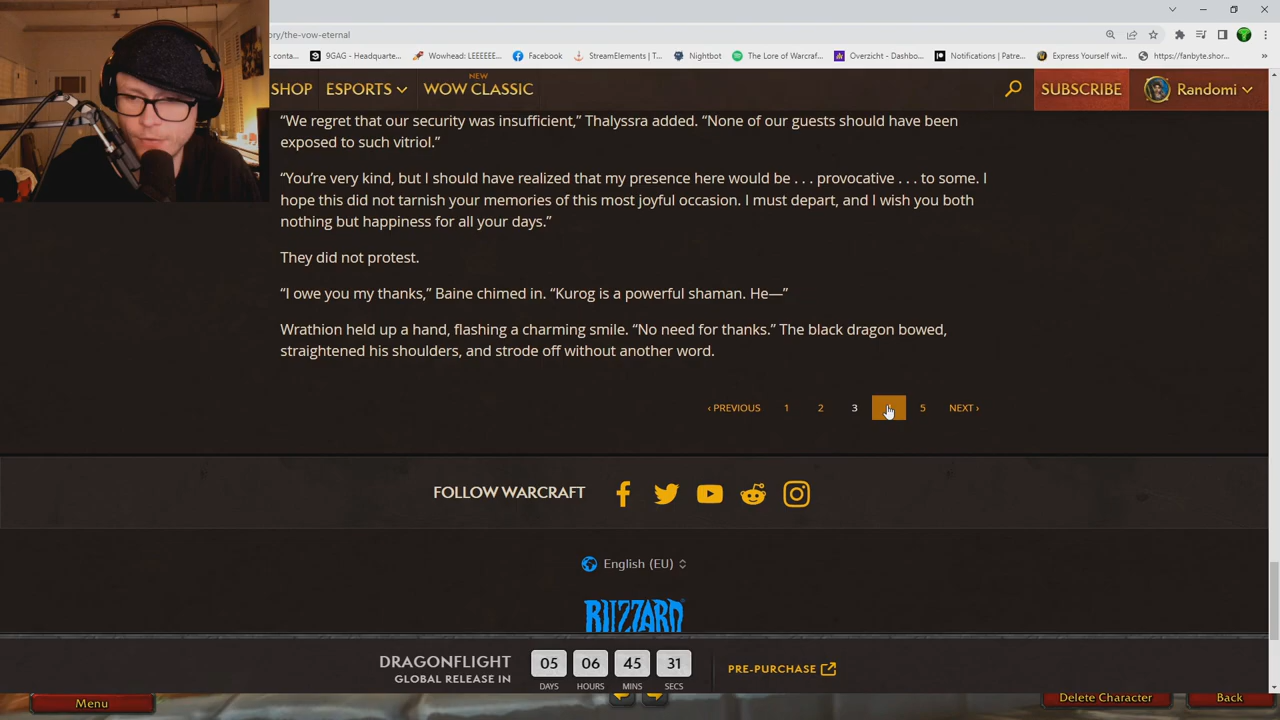 ory/the-vow-eternal
- conta...
9GAG - Headquarte...
Wowhead: LEEEEEE...
Facebook
StreamElements | T...
Nightbot
The Lore of Warcraf...
Overzicht - Dashbo...
Notifications | Patre...
Express Yourself wit...
https://fanbyte.shor...
»
SHOP
ESPORTS
NEW
WOW CLASSIC
SUBSCRIBE
Randomi
“We regret that our security was insufficient,” Thalyssra added. “None of our guests should have been
exposed to such vitriol.”
“You’re very kind, but I should have realized that my presence here would be . . . provocative . . . to some. I
hope this did not tarnish your memories of this most joyful occasion. I must depart, and I wish you both
nothing but happiness for all your days.”
They did not protest.
“I owe you my thanks,” Baine chimed in. “Kurog is a powerful shaman. He—”
Wrathion held up a hand, flashing a charming smile. “No need for thanks.” The black dragon bowed,
straightened his shoulders, and strode off without another word.
‹ PREVIOUS 1 2 3 5 NEXT ›
FOLLOW WARCRAFT
English (EU)
BLIZZARD
DRAGONFLIGHT
GLOBAL RELEASE IN
05 06 45 31
DAYS HOURS MINS SECS
PRE-PURCHASE
Menu
Delete Character
Back